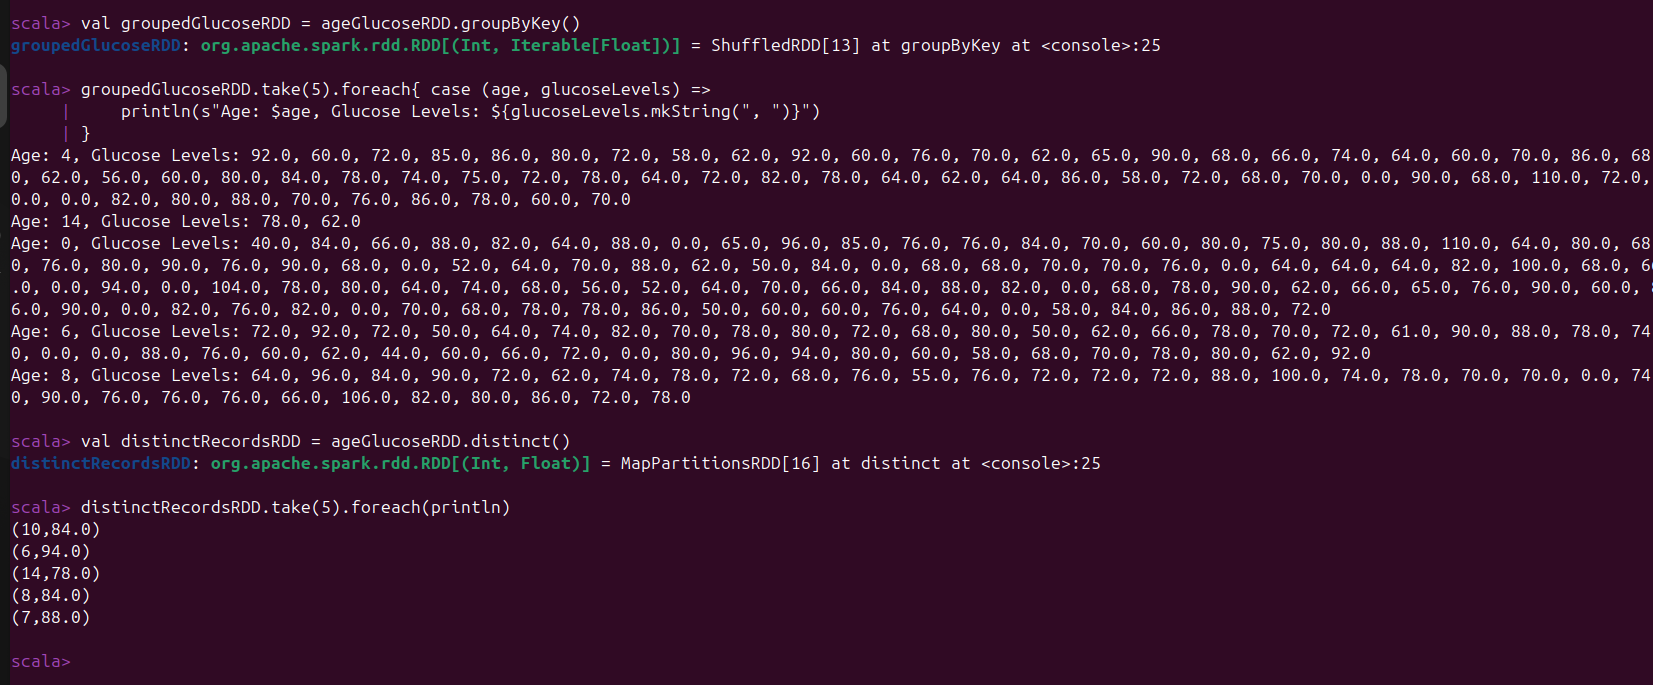 scala> val groupedGlucoseRDD = ageGlucoseRDD.groupByKey()
groupedGlucoseRDD: org.apache.spark.rdd.RDD[(Int, Iterable[Float])] = ShuffledRDD[13] at groupByKey at <console>:25
scala> groupedGlucoseRDD.take(5).foreach{ case (age, glucoseLevels) =>
     |     println(s"Age: $age, Glucose Levels: ${glucoseLevels.mkString(", ")}")
     | }
Age: 4, Glucose Levels: 92.0, 60.0, 72.0, 85.0, 86.0, 80.0, 72.0, 58.0, 62.0, 92.0, 60.0, 76.0, 70.0, 62.0, 65.0, 90.0, 68.0, 66.0, 74.0, 64.0, 60.0, 70.0, 86.0, 68
0, 62.0, 56.0, 60.0, 80.0, 84.0, 78.0, 74.0, 75.0, 72.0, 78.0, 64.0, 72.0, 82.0, 78.0, 64.0, 62.0, 64.0, 86.0, 58.0, 72.0, 68.0, 70.0, 0.0, 90.0, 68.0, 110.0, 72.0,
0.0, 0.0, 82.0, 80.0, 88.0, 70.0, 76.0, 86.0, 78.0, 60.0, 70.0
Age: 14, Glucose Levels: 78.0, 62.0
Age: 0, Glucose Levels: 40.0, 84.0, 66.0, 88.0, 82.0, 64.0, 88.0, 0.0, 65.0, 96.0, 85.0, 76.0, 76.0, 84.0, 70.0, 60.0, 80.0, 75.0, 80.0, 88.0, 110.0, 64.0, 80.0, 68
0, 76.0, 80.0, 90.0, 76.0, 90.0, 68.0, 0.0, 52.0, 64.0, 70.0, 88.0, 62.0, 50.0, 84.0, 0.0, 68.0, 68.0, 70.0, 70.0, 76.0, 0.0, 64.0, 64.0, 64.0, 82.0, 100.0, 68.0,
.0, 0.0, 94.0, 0.0, 104.0, 78.0, 80.0, 64.0, 74.0, 68.0, 56.0, 52.0, 64.0, 70.0, 66.0, 84.0, 88.0, 82.0, 0.0, 68.0, 78.0, 90.0, 62.0, 66.0, 65.0, 76.0, 90.0, 60.0,
6.0, 90.0, 0.0, 82.0, 76.0, 82.0, 0.0, 70.0, 68.0, 78.0, 78.0, 86.0, 50.0, 60.0, 60.0, 76.0, 64.0, 0.0, 58.0, 84.0, 86.0, 88.0, 72.0
Age: 6, Glucose Levels: 72.0, 92.0, 72.0, 50.0, 64.0, 74.0, 82.0, 70.0, 78.0, 80.0, 72.0, 68.0, 80.0, 50.0, 62.0, 66.0, 78.0, 70.0, 72.0, 61.0, 90.0, 88.0, 78.0, 74
0, 0.0, 0.0, 88.0, 76.0, 60.0, 62.0, 44.0, 60.0, 66.0, 72.0, 0.0, 80.0, 96.0, 94.0, 80.0, 60.0, 58.0, 68.0, 70.0, 78.0, 80.0, 62.0, 92.0
Age: 8, Glucose Levels: 64.0, 96.0, 84.0, 90.0, 72.0, 62.0, 74.0, 78.0, 72.0, 68.0, 76.0, 55.0, 76.0, 72.0, 72.0, 72.0, 88.0, 100.0, 74.0, 78.0, 70.0, 70.0, 0.0, 74
0, 90.0, 76.0, 76.0, 76.0, 66.0, 106.0, 82.0, 80.0, 86.0, 72.0, 78.0
scala> val distinctRecordsRDD = ageGlucoseRDD.distinct()
distinctRecordsRDD: org.apache.spark.rdd.RDD[(Int, Float)] = MapPartitionsRDD[16] at distinct at <console>:25
scala> distinctRecordsRDD.take(5).foreach(println)
(10,84.0)
(6,94.0)
(14,78.0)
(8,84.0)
(7,88.0)
scala>